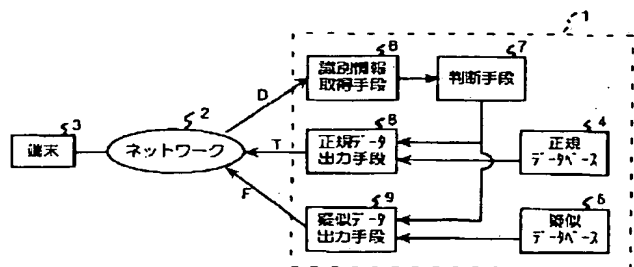 1
6
識別情報
取得手段
7
判断手段
D
3
端末
2
ネットワーク
T
8
正規データ
出力手段
4
正規
データベース
F
9
疑似データ
出力手段
5
疑似
データベース